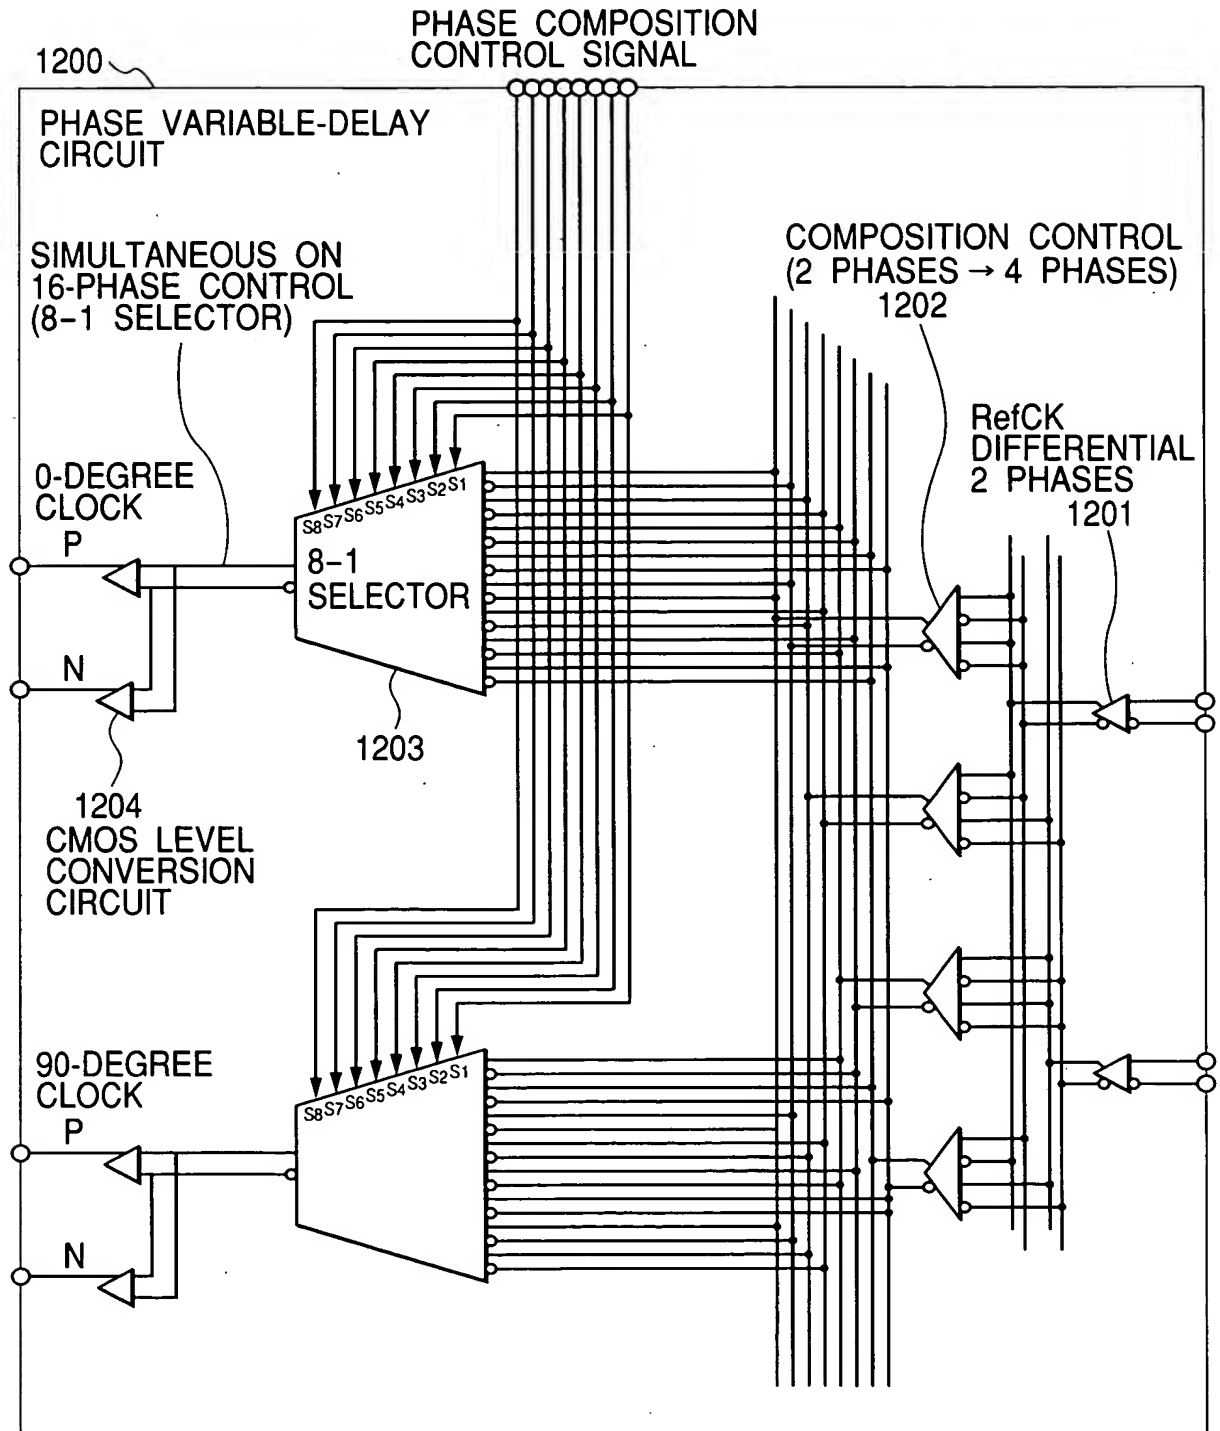 PHASE COMPOSITION
CONTROL SIGNAL
1200
PHASE VARIABLE-DELAY
CIRCUIT
SIMULTANEOUS ON
16-PHASE CONTROL
(8-1 SELECTOR)
COMPOSITION CONTROL
(2 PHASES → 4 PHASES)
1202
RefCK
DIFFERENTIAL
2 PHASES
1201
0-DEGREE
CLOCK
P
N
S8 S7 S6 S5 S4 S3 S2 S1
8-1
SELECTOR
1203
1204
CMOS LEVEL
CONVERSION
CIRCUIT
90-DEGREE
CLOCK
P
N
S8 S7 S6 S5 S4 S3 S2 S1